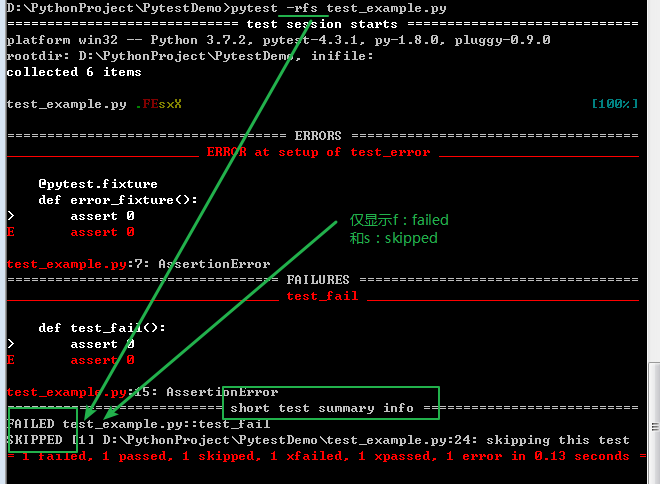 D:\PythonProject\PytestDemo>pytest -rfs test_example.py
============================= test session starts =============================
platform win32 -- Python 3.7.2, pytest-4.3.1, py-1.8.0, pluggy-0.9.0
rootdir: D:\PythonProject\PytestDemo, inifile:
collected 6 items
test_example.py .FEsxX [100%]
=================================== ERRORS ====================================
_________________________ ERROR at setup of test_error _________________________
@pytest.fixture
def error_fixture():
> assert 0
E assert 0
test_example.py:7: AssertionError
================================== FAILURES ===================================
__________________________________ test_fail __________________________________
def test_fail():
> assert 0
E assert 0
test_example.py:15: AssertionError
=========================== short test summary info ===========================
FAILED test_example.py::test_fail
SKIPPED [1] D:\PythonProject\PytestDemo\test_example.py:24: skipping this test
= 1 failed, 1 passed, 1 skipped, 1 xfailed, 1 xpassed, 1 error in 0.13 seconds =
仅显示f：failed
和s：skipped